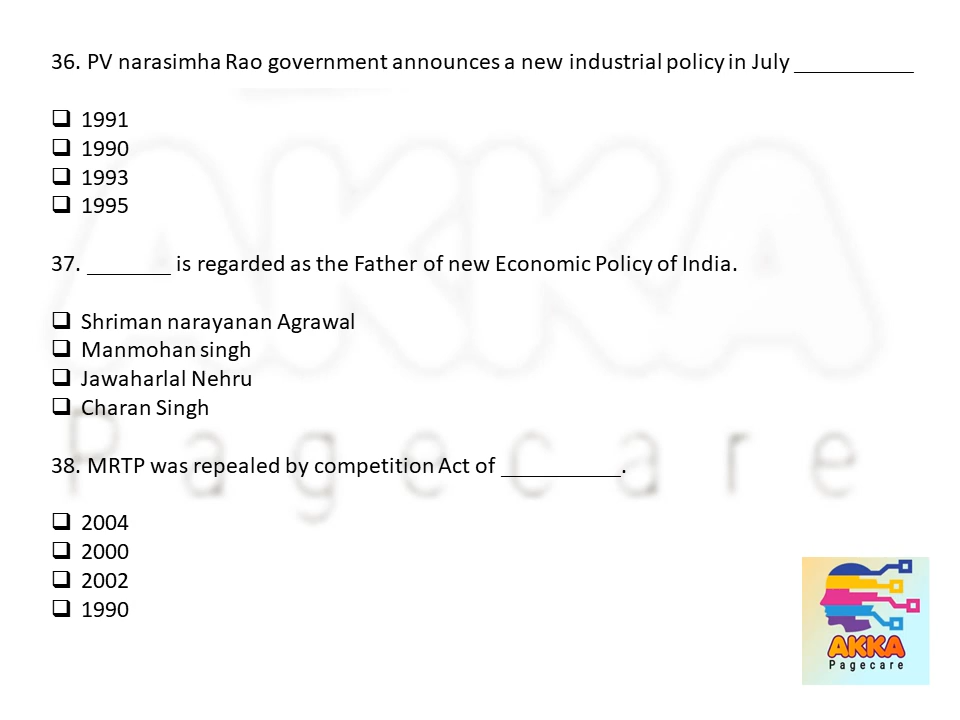 36. PV narasimha Rao government announces a new industrial policy in July __________
❑ 1991
❑ 1990
❑ 1993
❑ 1995
37. _______ is regarded as the Father of new Economic Policy of India.
❑ Shriman narayanan Agrawal
❑ Manmohan singh
❑ Jawaharlal Nehru
❑ Charan Singh
38. MRTP was repealed by competition Act of __________.
❑ 2004
❑ 2000
❑ 2002
❑ 1990
AKKA
Pagecare
AKKA
Pagecare